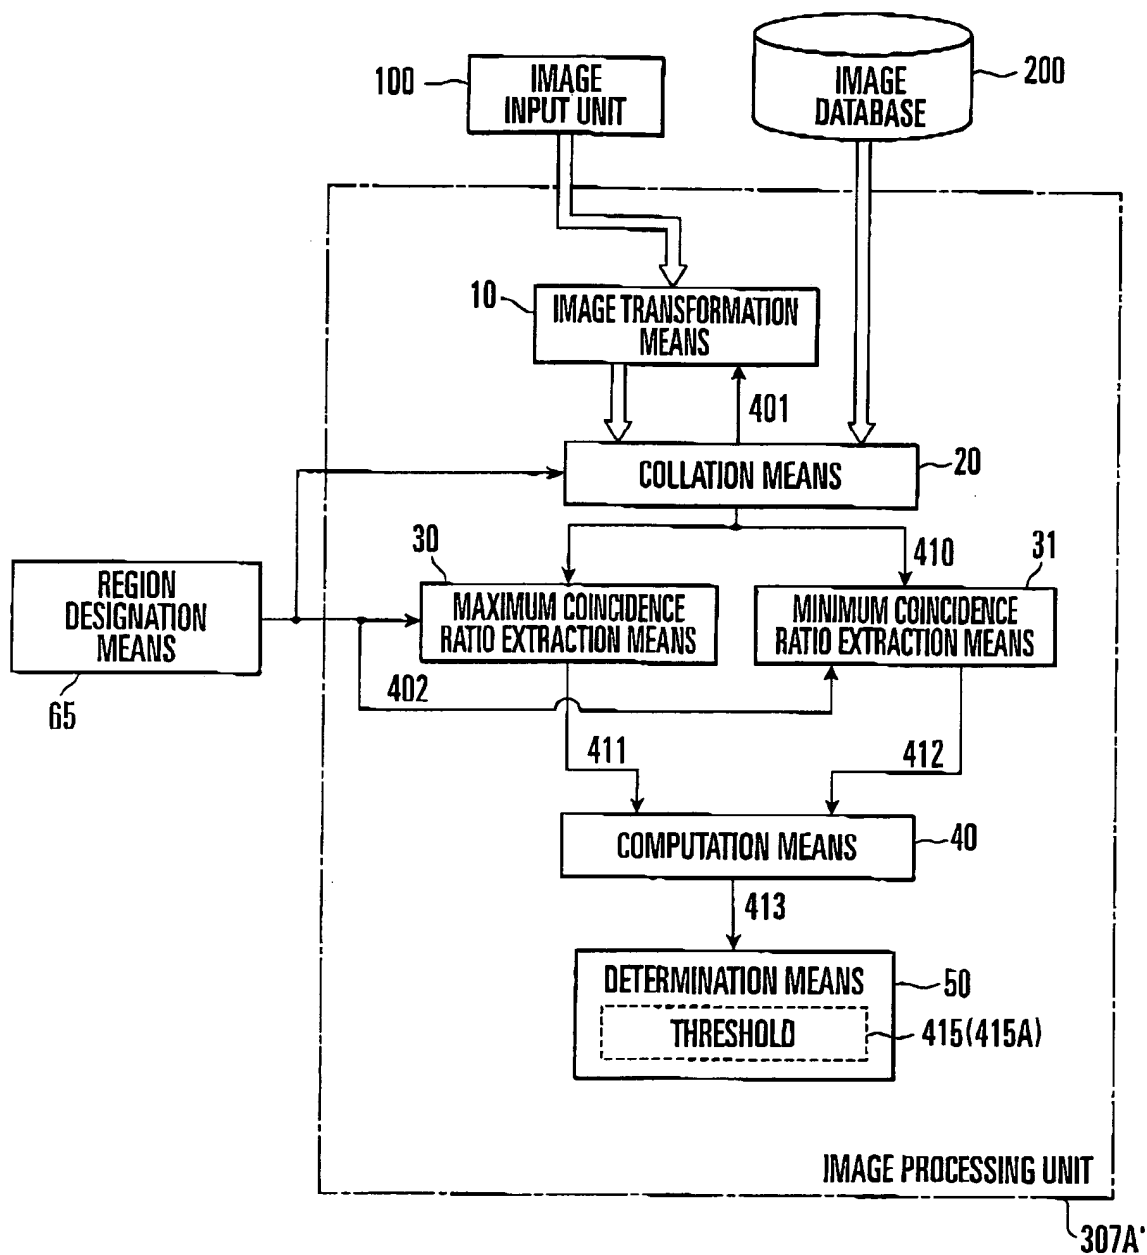 100
IMAGE
INPUT UNIT
IMAGE
DATABASE
200
10
IMAGE TRANSFORMATION
MEANS
401
COLLATION MEANS
20
30
410
31
REGION
DESIGNATION
MEANS
65
MAXIMUM COINCIDENCE
RATIO EXTRACTION MEANS
MINIMUM COINCIDENCE
RATIO EXTRACTION MEANS
402
411
412
COMPUTATION MEANS
40
413
DETERMINATION MEANS
50
THRESHOLD
415(415A)
IMAGE PROCESSING UNIT
307A'